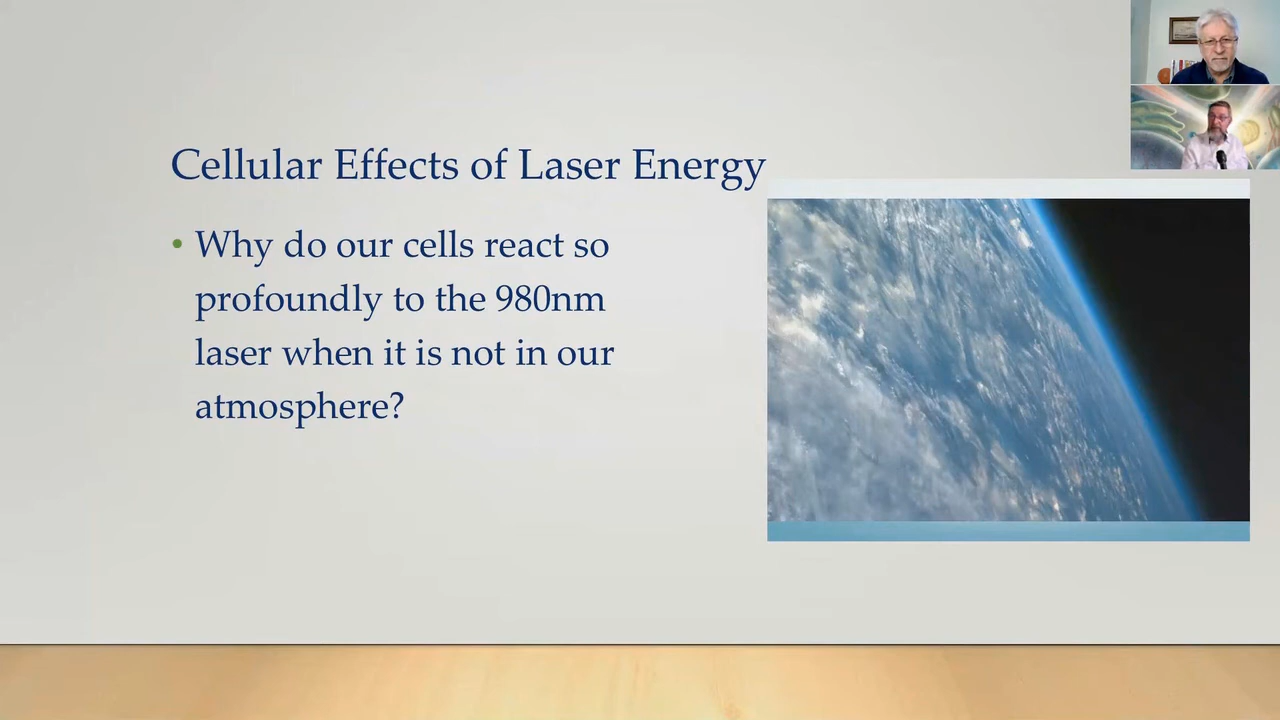 Cellular Effects of Laser Energy
• Why do our cells react so
profoundly to the 980nm
laser when it is not in our
atmosphere?